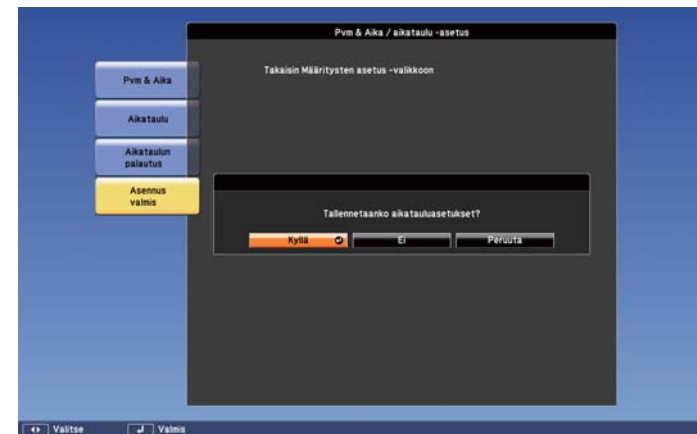 Pvm & Aika / aikataulu -asetus
Pvm & Aika
Aikataulu
Aikataulun
palautus
Asennus
valmis
Takaisin Määritysten asetus -valikkoon
Tallennetaanko aikatauluasetukset?
Kyllä Ei Peruuta
Valitse Valmis